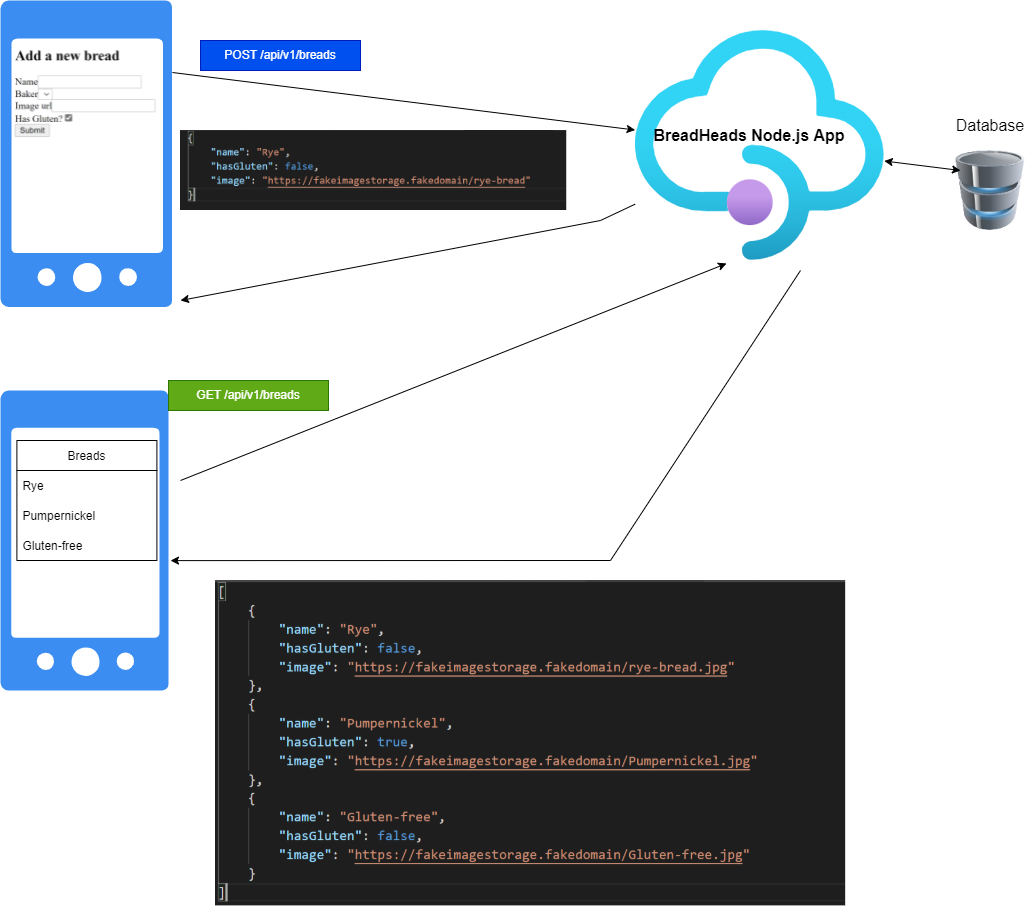 Add a new bread
Name
Baker
Image url
Has Gluten?
Submit
POST /api/v1/breads
{
"name": "Rye",
"hasGluten": false,
"image": "https://fakeimagestorage.fakedomain/rye-bread"
}
BreadHeads Node.js App
Database
GET /api/v1/breads
Breads
Rye
Pumpernickel
Gluten-free
[
{
"name": "Rye",
"hasGluten": false,
"image": "https://fakeimagestorage.fakedomain/rye-bread.jpg"
},
{
"name": "Pumpernickel",
"hasGluten": true,
"image": "https://fakeimagestorage.fakedomain/Pumpernickel.jpg"
},
{
"name": "Gluten-free",
"hasGluten": false,
"image": "https://fakeimagestorage.fakedomain/Gluten-free.jpg"
}
]